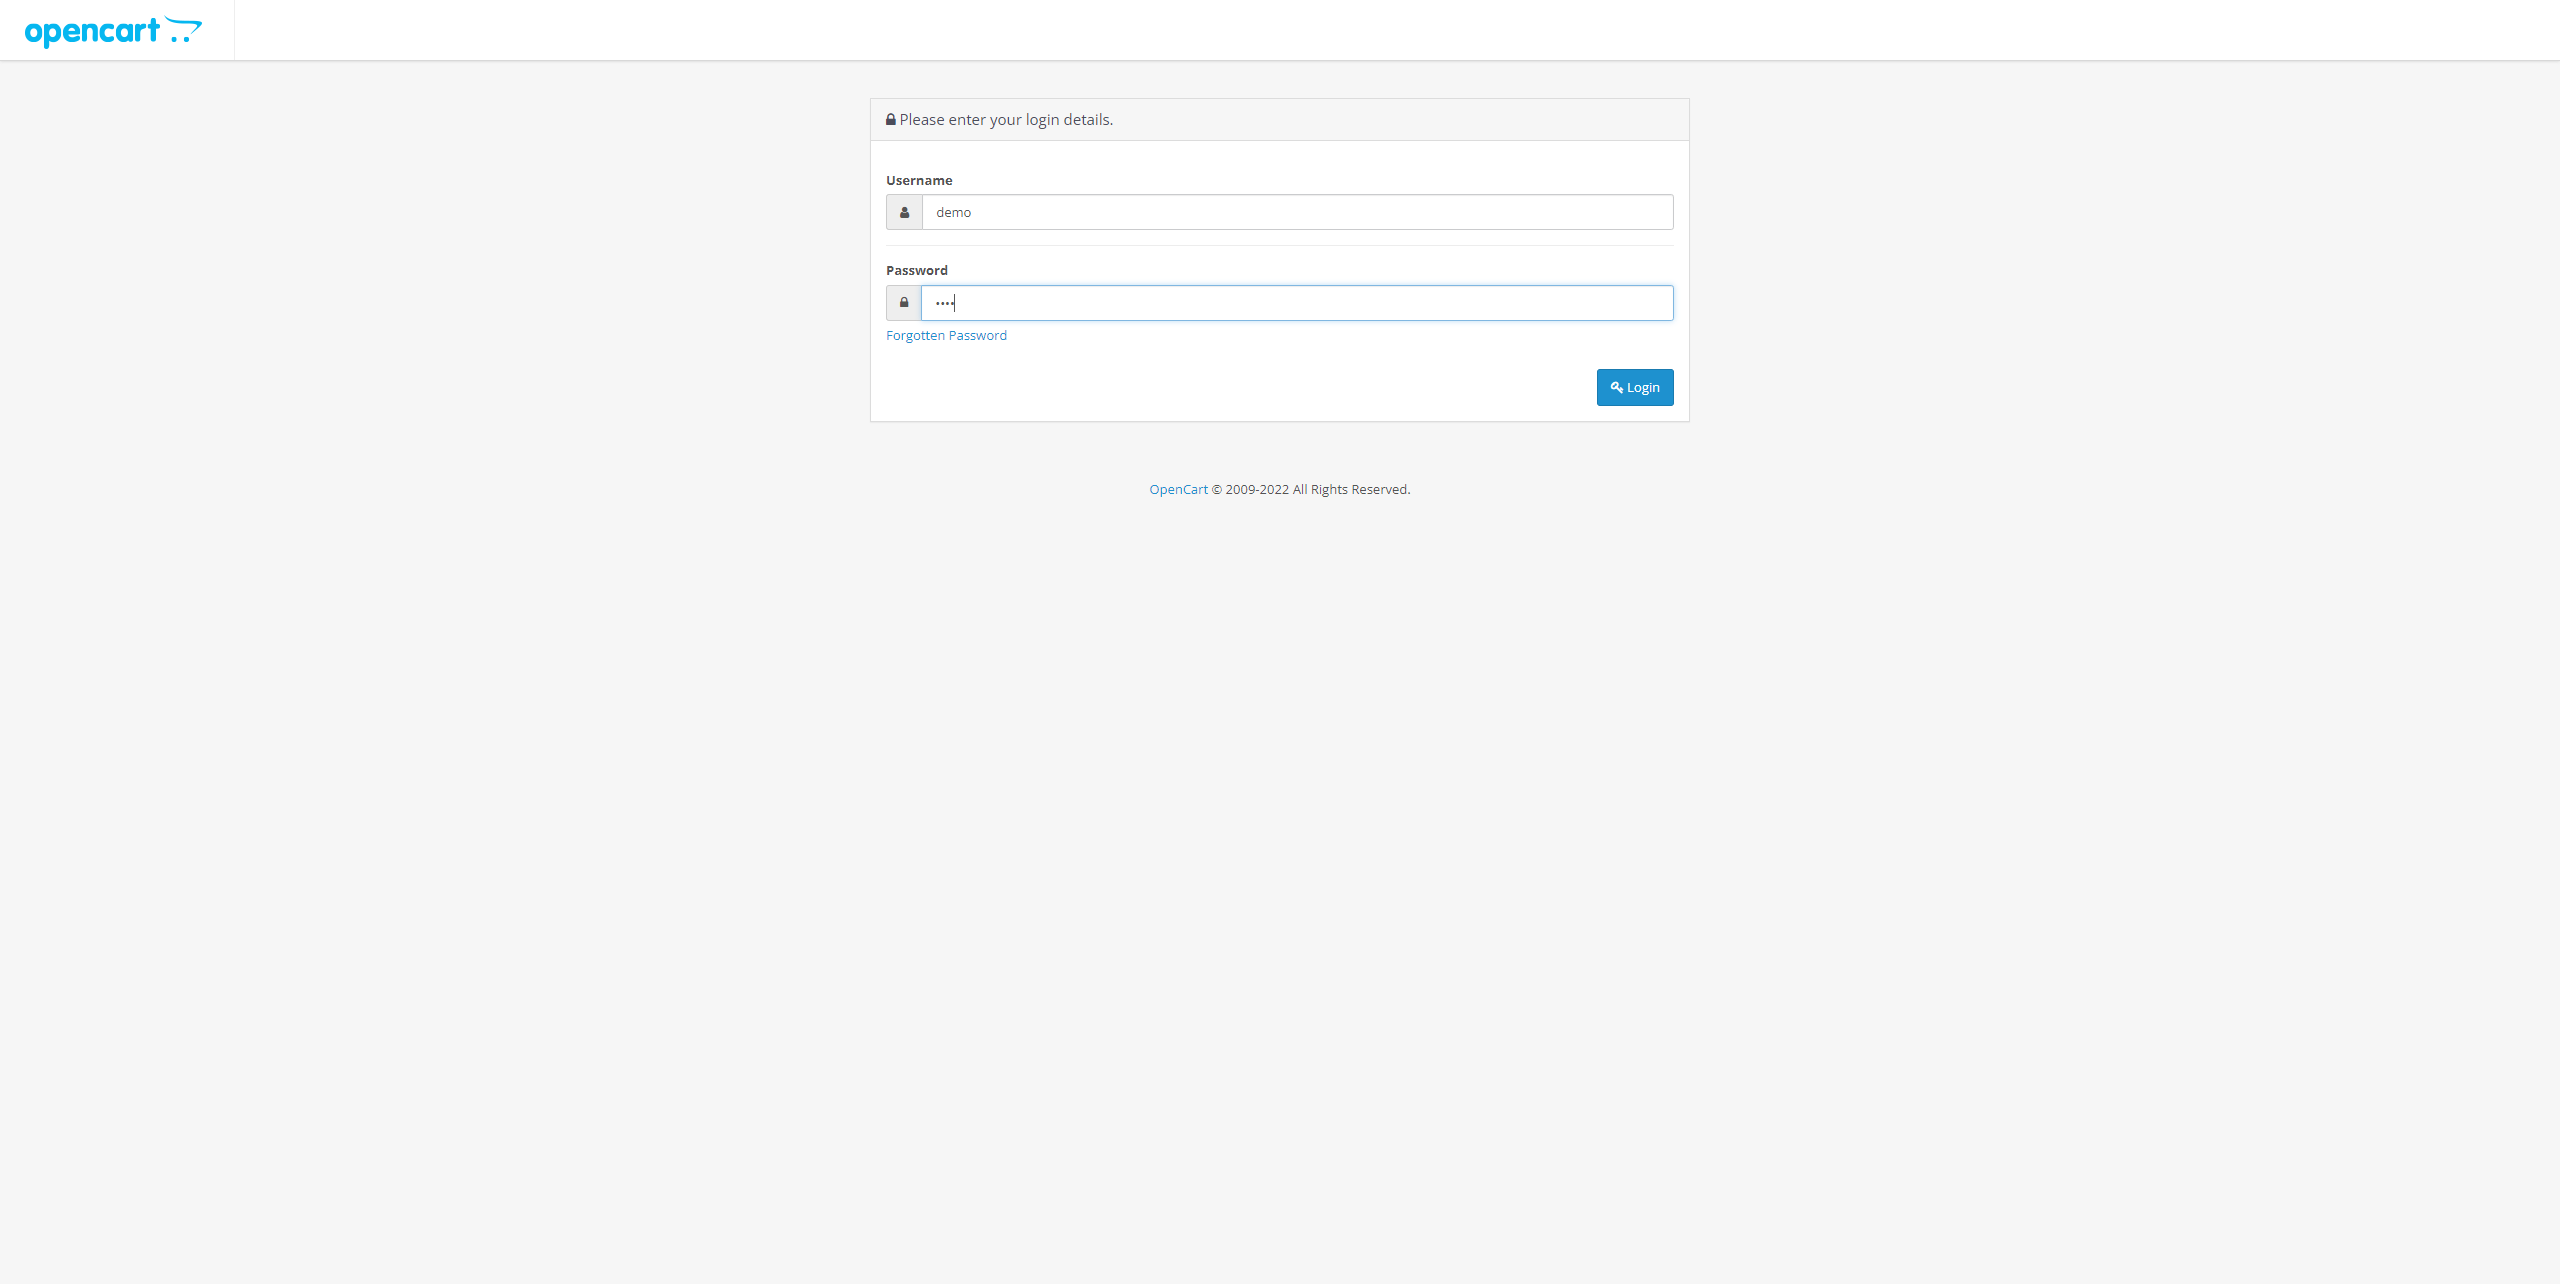 opencart
Please enter your login details.
Username
demo
Password
••••
Forgotten Password
Login
OpenCart © 2009-2022 All Rights Reserved.